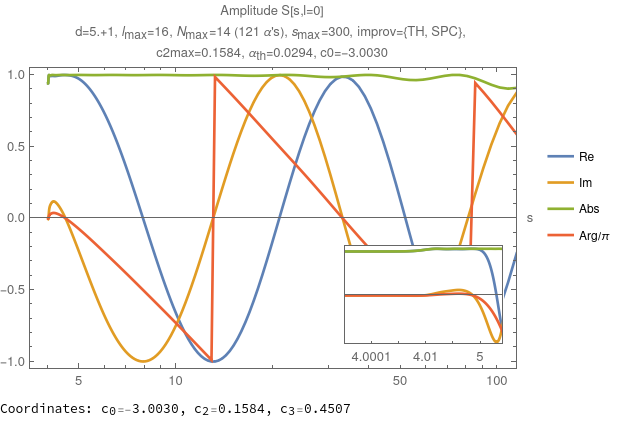 Amplitude S[s,l=0]
d=5.+1, lmax=16, Nmax=14 (121 α's), smax=300, improv={TH, SPC},
c2max=0.1584, αth=0.0294, c0=-3.0030
1.0
0.5
0.0
-0.5
-1.0
5
10
50
100
s
4.0001
4.01
5
Re
Im
Abs
Arg/π
Coordinates: c0=-3.0030, c2=0.1584, c3=0.4507